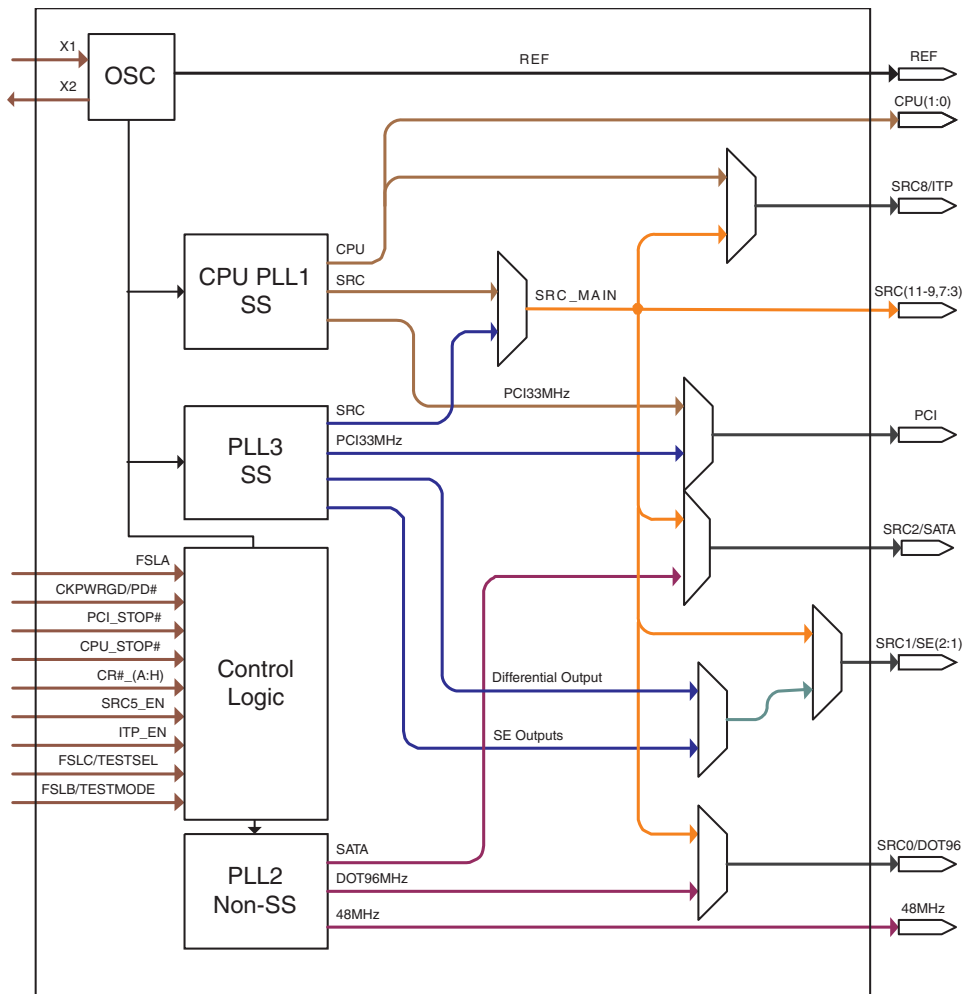 X1
X2
OSC
REF
REF
CPU(1:0)
SRC8/ITP
CPU
CPU PLL1
SS
SRC
SRC_MAIN
SRC(11-9,7:3)
PCI33MHz
PCI
SRC
PLL3
SS
PCI33MHz
SRC2/SATA
FSLA
CKPWRGD/PD#
PCI_STOP#
CPU_STOP#
CR#_(A:H)
SRC5_EN
ITP_EN
FSLC/TESTSEL
FSLB/TESTMODE
Control
Logic
Differential Output
SE Outputs
SRC1/SE(2:1)
SATA
PLL2
Non-SS
DOT96MHz
48MHz
SRC0/DOT96
48MHz